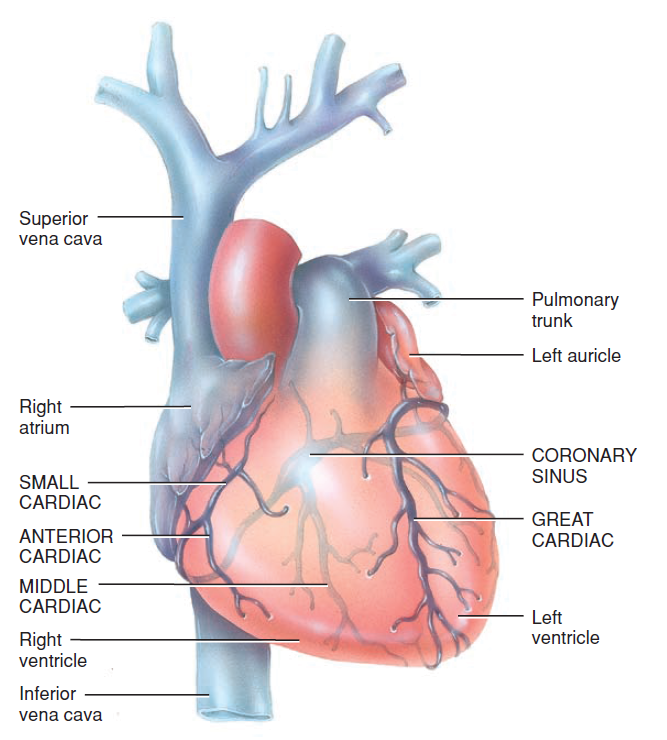 Superior
vena cava
Right
atrium
SMALL
CARDIAC
ANTERIOR
CARDIAC
MIDDLE
CARDIAC
Right
ventricle
Inferior
vena cava
Pulmonary
trunk
Left auricle
CORONARY
SINUS
GREAT
CARDIAC
Left
ventricle